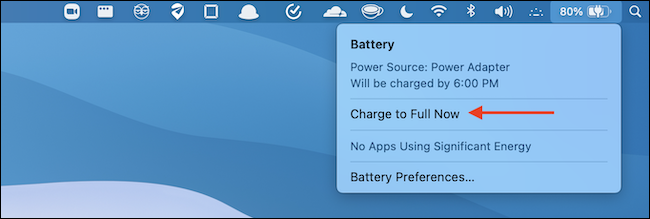 80%
Battery
Power Source: Power Adapter
Will be charged by 6:00 PM
Charge to Full Now
No Apps Using Significant Energy
Battery Preferences...